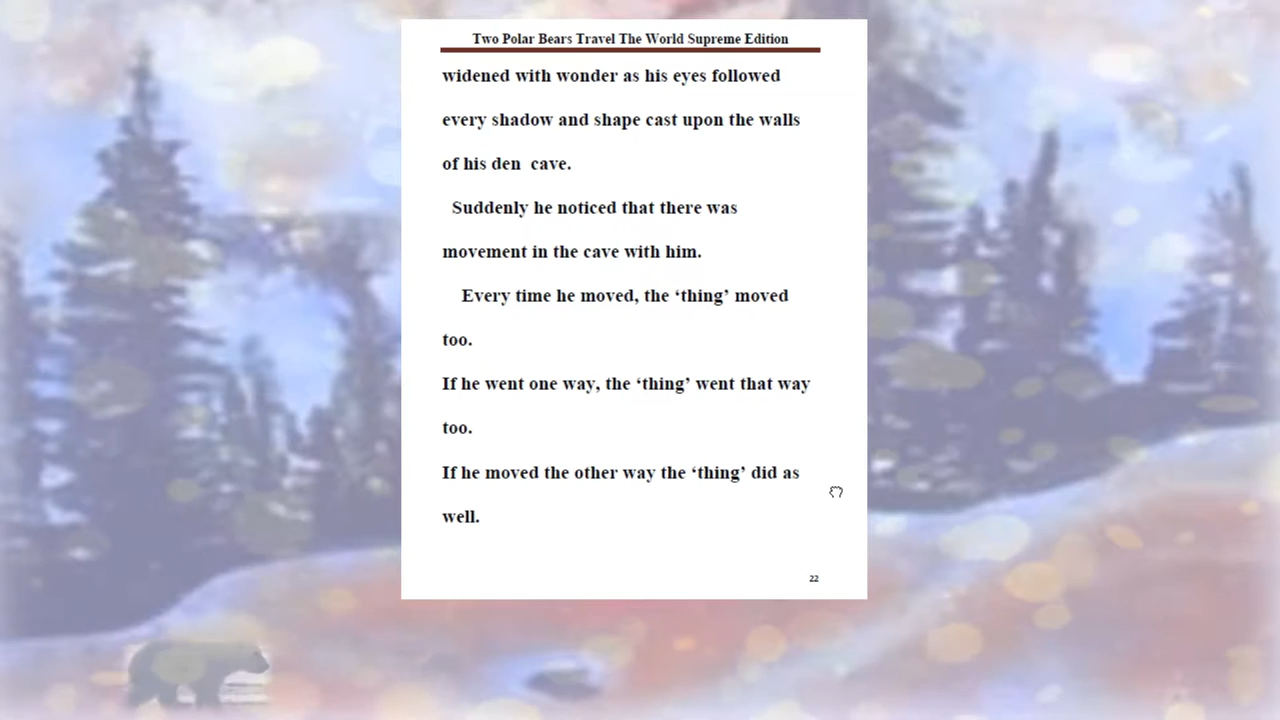 Two Polar Bears Travel The World Supreme Edition
widened with wonder as his eyes followed
every shadow and shape cast upon the walls
of his den  cave.
Suddenly he noticed that there was
movement in the cave with him.
Every time he moved, the ‘thing’ moved
too.
If he went one way, the ‘thing’ went that way
too.
If he moved the other way the ‘thing’ did as
well.
22